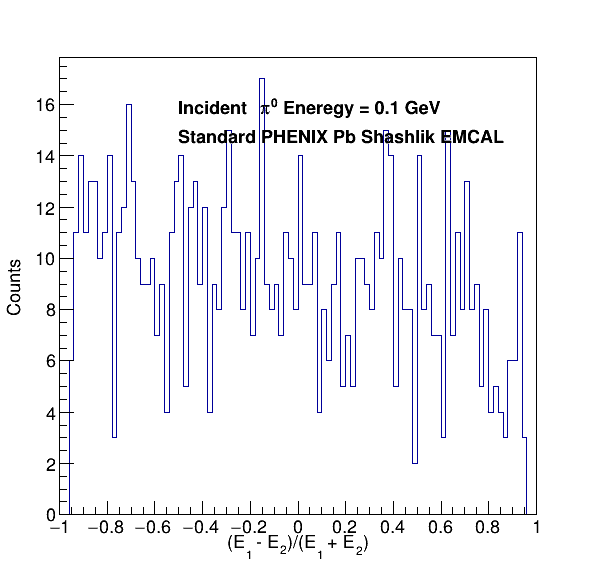 Incident π0 Eneregy = 0.1 GeV
Standard PHENIX Pb Shashlik EMCAL
Counts
16
14
12
10
8
6
4
2
0
−1 −0.8 −0.6 −0.4 −0.2 0 0.2 0.4 0.6 0.8 1
(E1 - E2)/(E1 + E2)